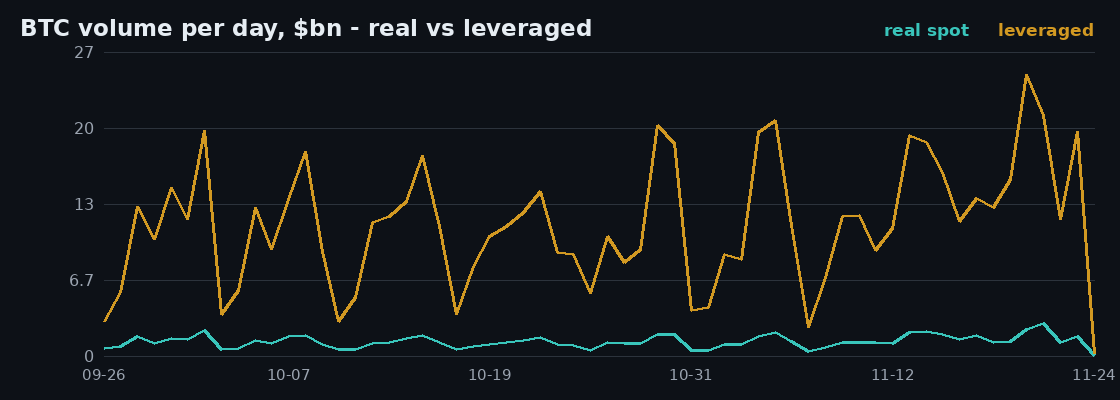 BTC volume per day, $bn - real vs leveraged
real spot leveraged
27
20
13
6.7
0
09-26 10-07 10-19 10-31 11-12 11-24